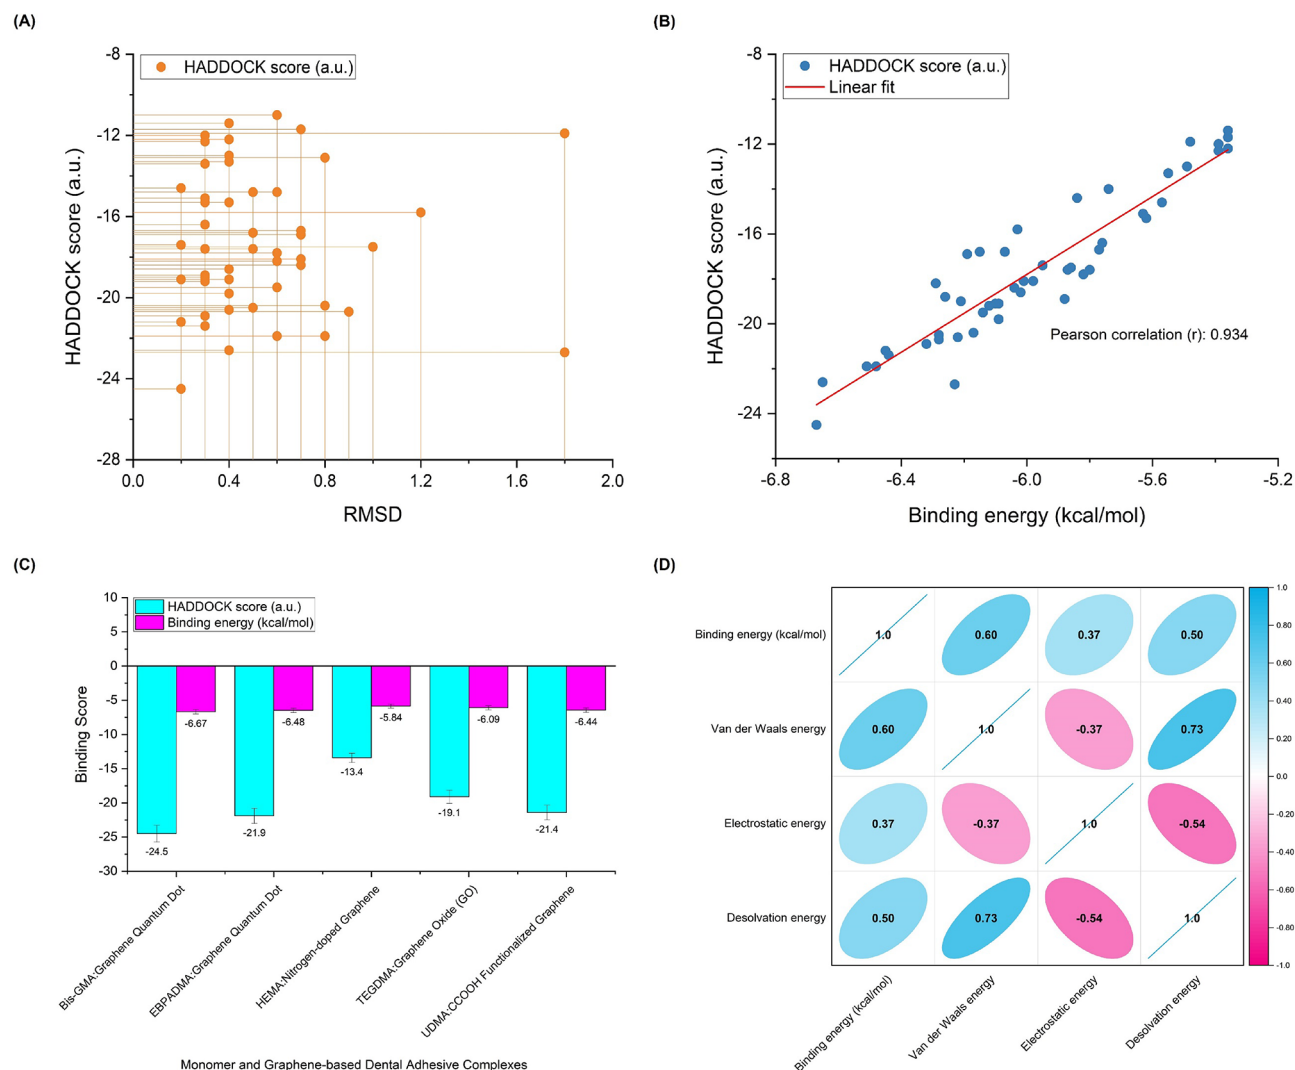 (A)
HADDOCK score (a.u.)
-8
-12
-16
-20
-24
-28
HADDOCK score (a.u.)
0.0 0.4 0.8 1.2 1.6 2.0
RMSD
(B)
HADDOCK score (a.u.)
Linear fit
-8
-12
-16
-20
-24
HADDOCK score (a.u.)
Pearson correlation (r): 0.934
-6.8 -6.4 -6.0 -5.6 -5.2
Binding energy (kcal/mol)
(C)
HADDOCK score (a.u.)
Binding energy (kcal/mol)
10
5
0
-5
-10
-15
-20
-25
-30
Binding Score
-24.5 -6.67 -21.9 -6.48 -13.4 -5.84 -19.1 -6.09 -21.4 -6.44
Bis-GMA:Graphene Quantum Dot
EBPADMA:Graphene Quantum Dot
HEMA:Nitrogen-doped Graphene
TEGDMA:Graphene Oxide (GO)
UDMA:CCOOH Functionalized Graphene
Monomer and Graphene-based Dental Adhesive Complexes
(D)
Binding energy (kcal/mol) 1.0 0.60 0.37 0.50
Van der Waals energy 0.60 1.0 -0.37 0.73
Electrostatic energy 0.37 -0.37 1.0 -0.54
Desolvation energy 0.50 0.73 -0.54 1.0
Binding energy (kcal/mol)
Van der Waals energy
Electrostatic energy
Desolvation energy
1.0
0.80
0.60
0.40
0.20
0.0
-0.20
-0.40
-0.60
-0.80
-1.0